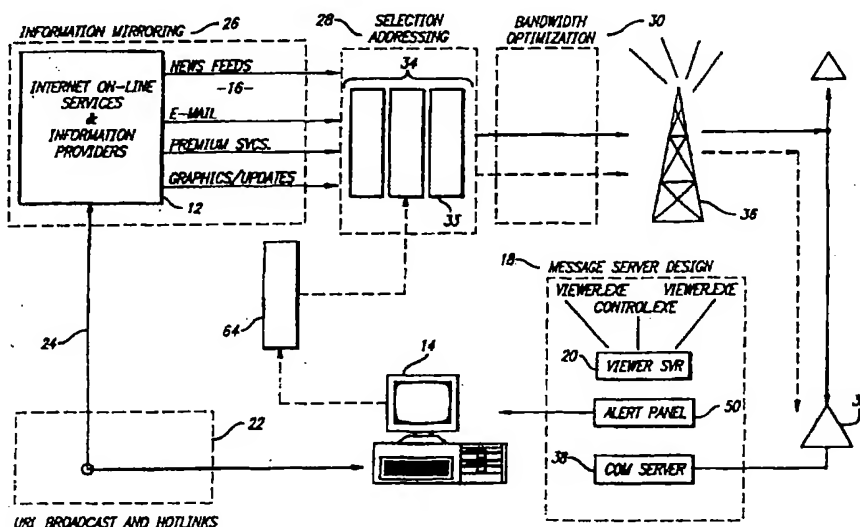 INFORMATION MIRRORING
26
INTERNET ON-LINE
SERVICES
&
INFORMATION
PROVIDERS
NEWS FEEDS
-16-
E-MAIL
PREMIUM SVCS.
GRAPHICS/UPDATES
12
28
SELECTION
ADDRESSING
34
35
BANDWIDTH
OPTIMIZATION
30
36
64
24
14
22
URL BROADCAST AND HOTLINKS
18
MESSAGE SERVER DESIGN
VIEWER.EXE
VIEWER.EXE
CONTROL.EXE
20
VIEWER SVR
ALERT PANEL
50
38
COM SERVER